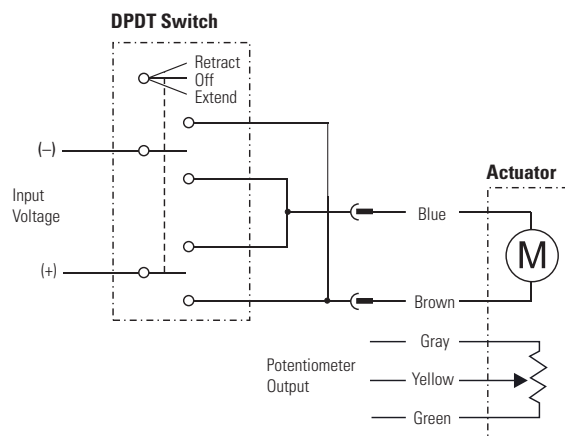 DPDT Switch
Retract
Off
Extend
(–)
Input
Voltage
(+)
Actuator
Blue
M
Brown
Gray
Potentiometer
Output
Yellow
Green